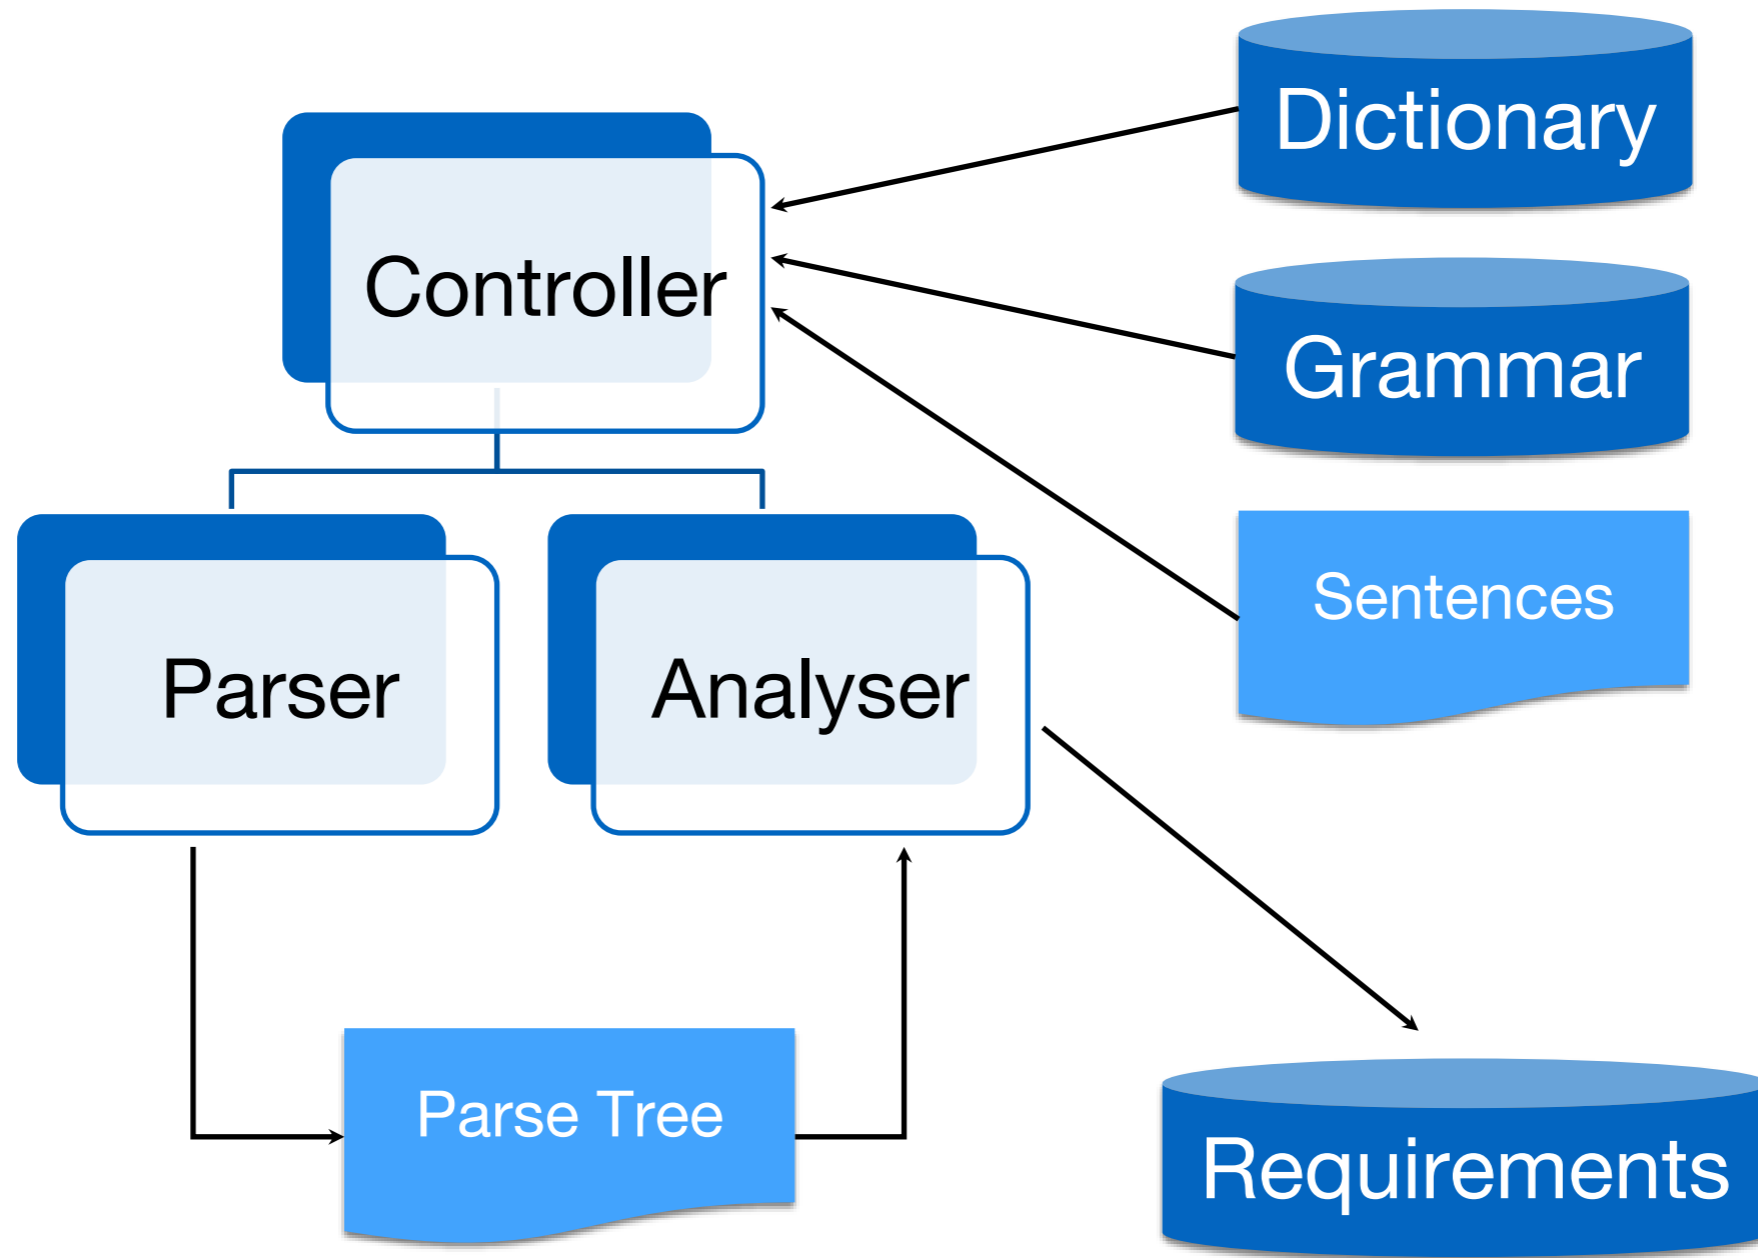 Dictionary
Controller
Grammar
Sentences
Parser
Analyser
Parse Tree
Requirements